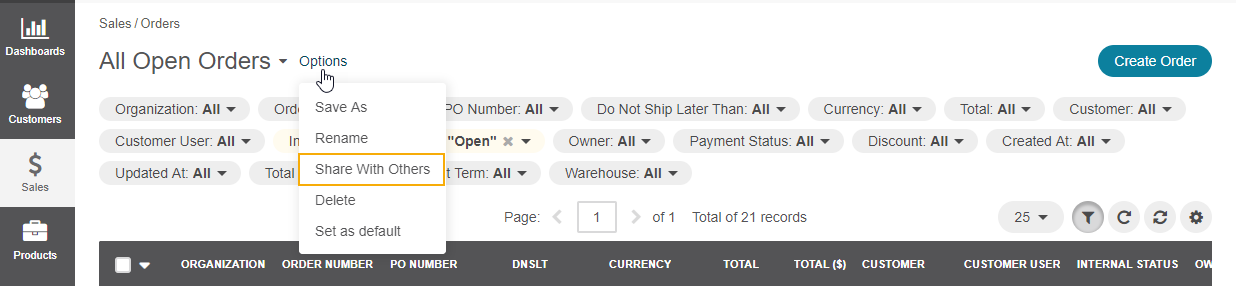 Dashboards
Customers
Sales
Products
Sales / Orders
All Open Orders Options
Create Order
Save As
Rename
Share With Others
Delete
Set as default
Organization: All
PO Number: All Do Not Ship Later Than: All Currency: All Total: All Customer: All
Customer User: All "Open" Owner: All Payment Status: All Discount: All Created At: All
Updated At: All Total Term: All Warehouse: All
Page: 1 of 1 Total of 21 records 25
ORGANIZATION ORDER NUMBER PO NUMBER DNSLT CURRENCY TOTAL TOTAL ($) CUSTOMER CUSTOMER USER INTERNAL STATUS OW